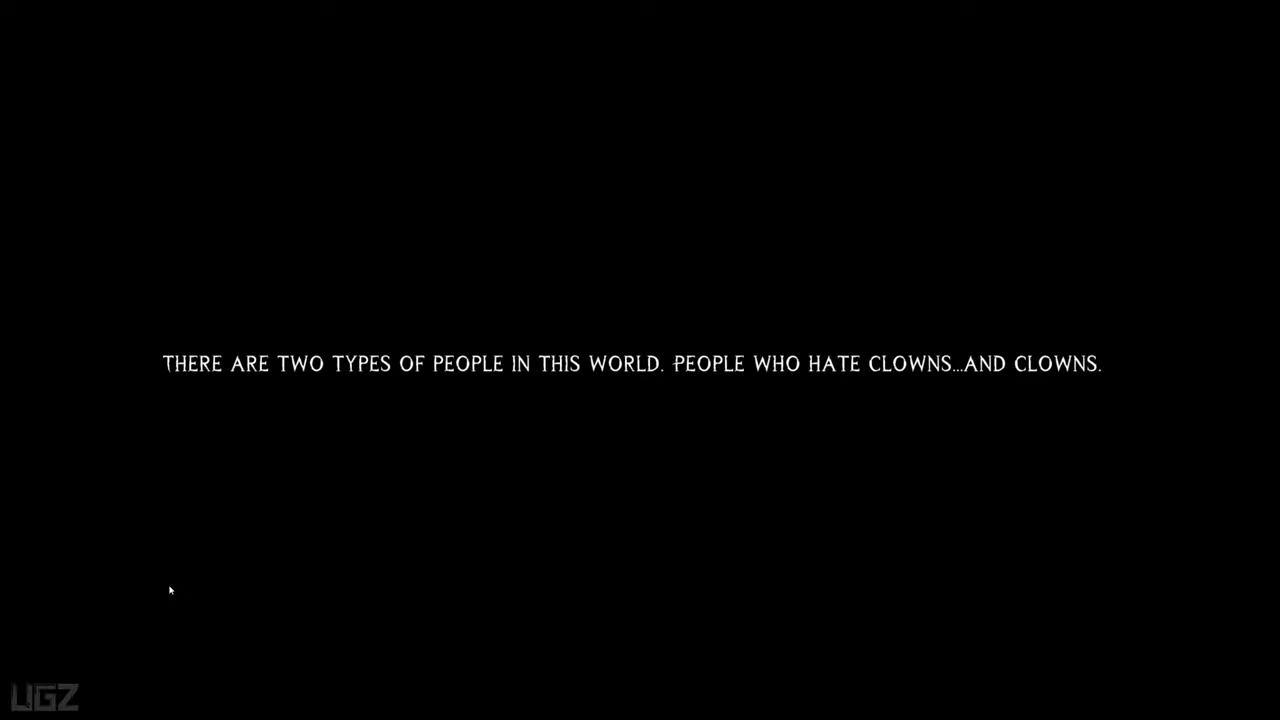 THERE ARE TWO TYPES OF PEOPLE IN THIS WORLD. PEOPLE WHO HATE CLOWNS...AND CLOWNS.
UGZ